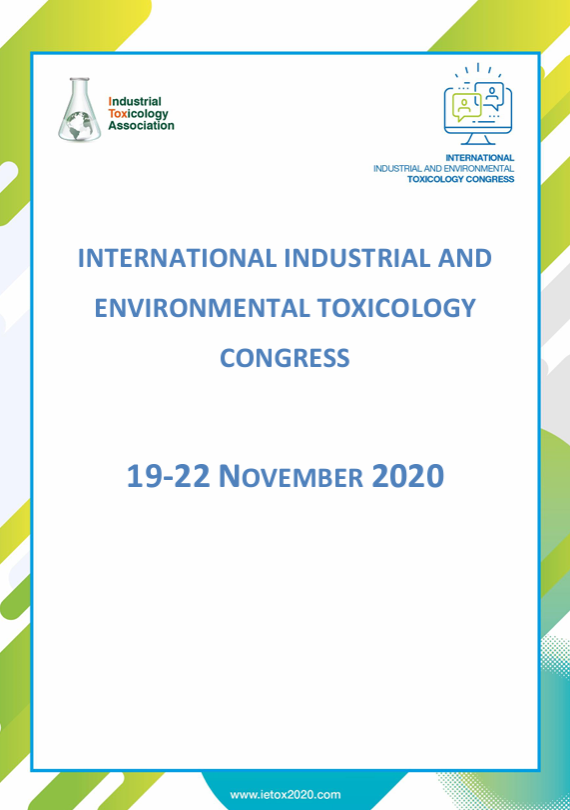 Industrial
Toxicology
Association
INTERNATIONAL
INDUSTRIAL AND ENVIRONMENTAL
TOXICOLOGY CONGRESS
INTERNATIONAL INDUSTRIAL AND
ENVIRONMENTAL TOXICOLOGY
CONGRESS
19-22 NOVEMBER 2020
www.ietox2020.com